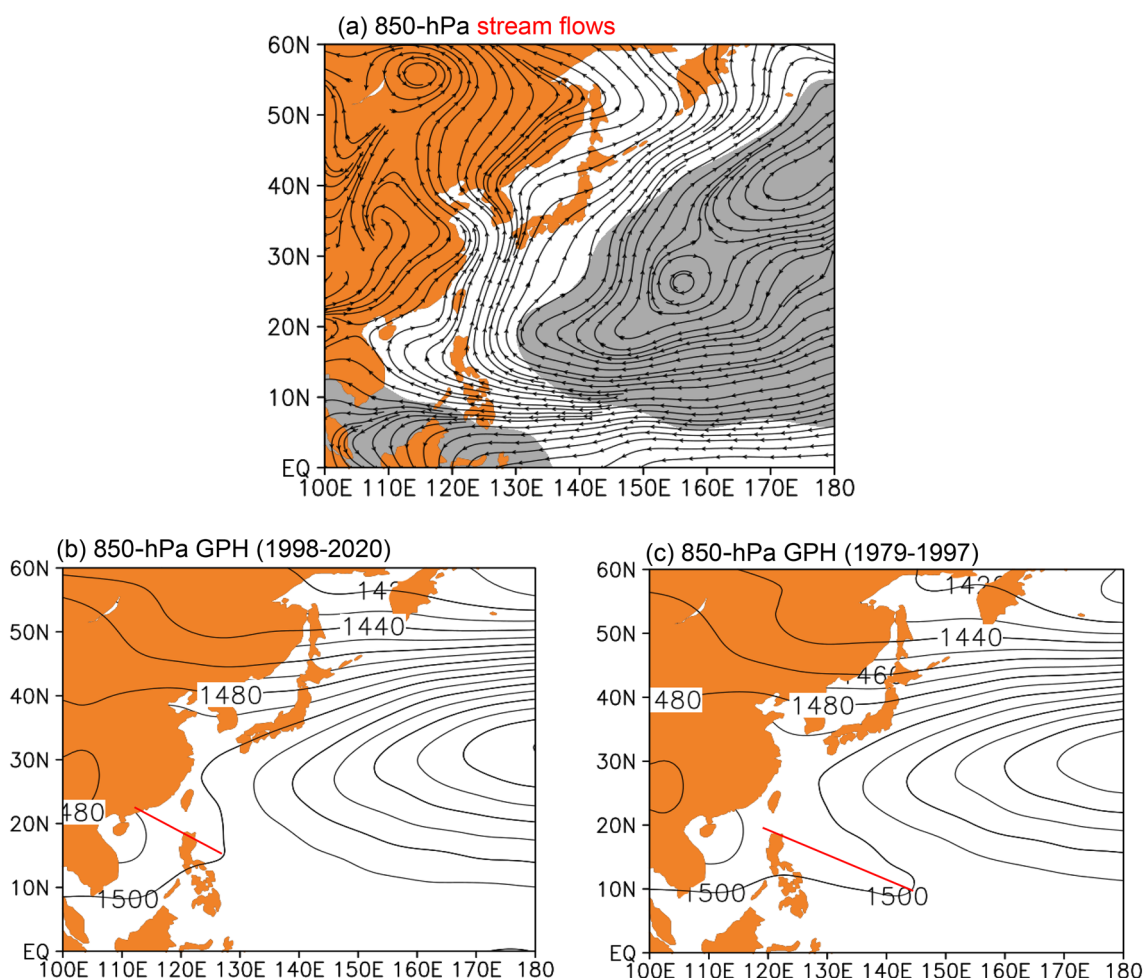 (a) 850-hPa stream flows
60N
50N
40N
30N
20N
10N
EQ
100E 110E 120E 130E 140E 150E 160E 170E 180
(b) 850-hPa GPH (1998-2020)
60N
50N
40N
30N
20N
10N
EQ
1440
1480
480
1500
100E 110E 120E 130E 140E 150E 160E 170E 180
(c) 850-hPa GPH (1979-1997)
60N
50N
40N
30N
20N
10N
EQ
1440
1460
480
1480
1500
100E 110E 120E 130E 140E 150E 160E 170E 180